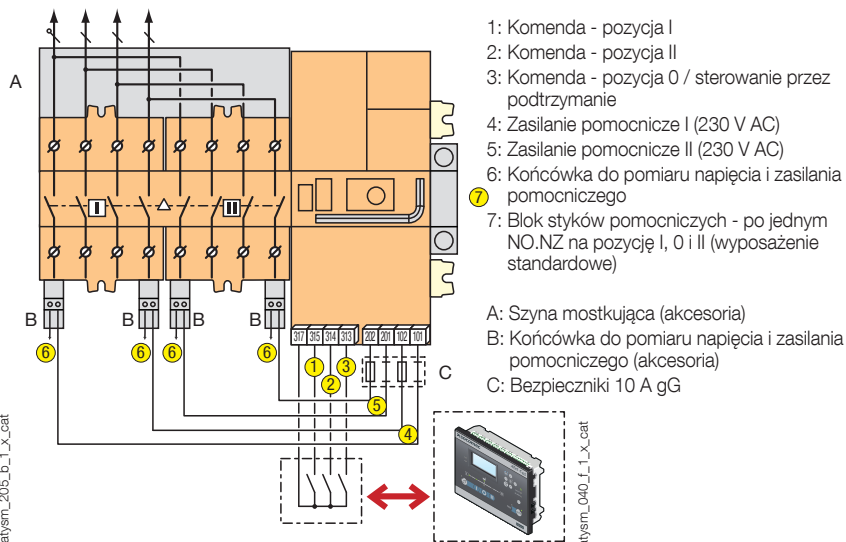 A
I
II
7
B
B
B
B
6
6
6
6
317 315 314 313 202 201 102 101
1
2
3
C
5
4
atysm_205_b_1_x_cat
atysm_040_f_1_x_cat
1: Komenda - pozycja I
2: Komenda - pozycja II
3: Komenda - pozycja 0 / sterowanie przez
podtrzymanie
4: Zasilanie pomocnicze I (230 V AC)
5: Zasilanie pomocnicze II (230 V AC)
6: Końcówka do pomiaru napięcia i zasilania
pomocniczego
7: Blok styków pomocniczych - po jednym
NO.NZ na pozycję I, 0 i II (wyposażenie
standardowe)
A: Szyna mostkująca (akcesoria)
B: Końcówka do pomiaru napięcia i zasilania
pomocniczego (akcesoria)
C: Bezpieczniki 10 A gG